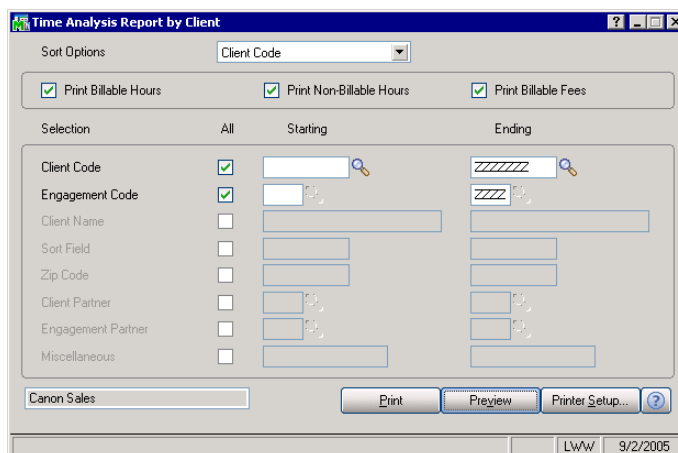 Time Analysis Report by Client
Sort Options Client Code
Print Billable Hours Print Non-Billable Hours Print Billable Fees
Selection All Starting Ending
Client Code ZZZZZZZ
Engagement Code ZZZZ
Client Name
Sort Field
Zip Code
Client Partner
Engagement Partner
Miscellaneous
Canon Sales Print Preview Printer Setup...
LWW 9/2/2005